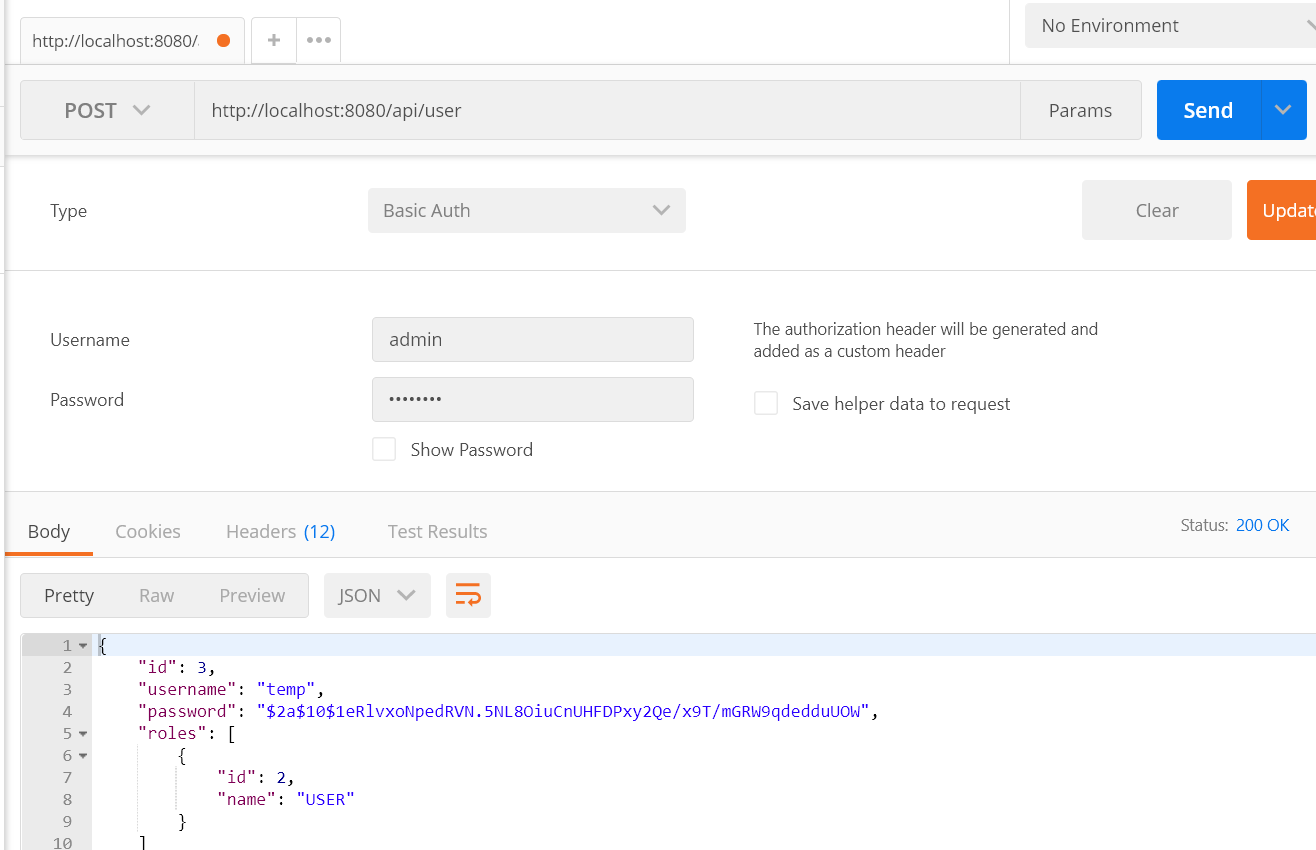 http://localhost:8080/
No Environment
POST
http://localhost:8080/api/user
Params
Send
Type
Basic Auth
Clear
Updat
Username
admin
The authorization header will be generated and
added as a custom header
Password
••••••••
Save helper data to request
Show Password
Body
Cookies
Headers (12)
Test Results
Status: 200 OK
Pretty
Raw
Preview
JSON
1 {
2 "id": 3,
3 "username": "temp",
4 "password": "$2a$10$1eRlvxoNpedRVN.5NL8OiuCnUHFDPxy2Qe/x9T/mGRW9qdedduUOW",
5 "roles": [
6 {
7 "id": 2,
8 "name": "USER"
9 }
10 ]